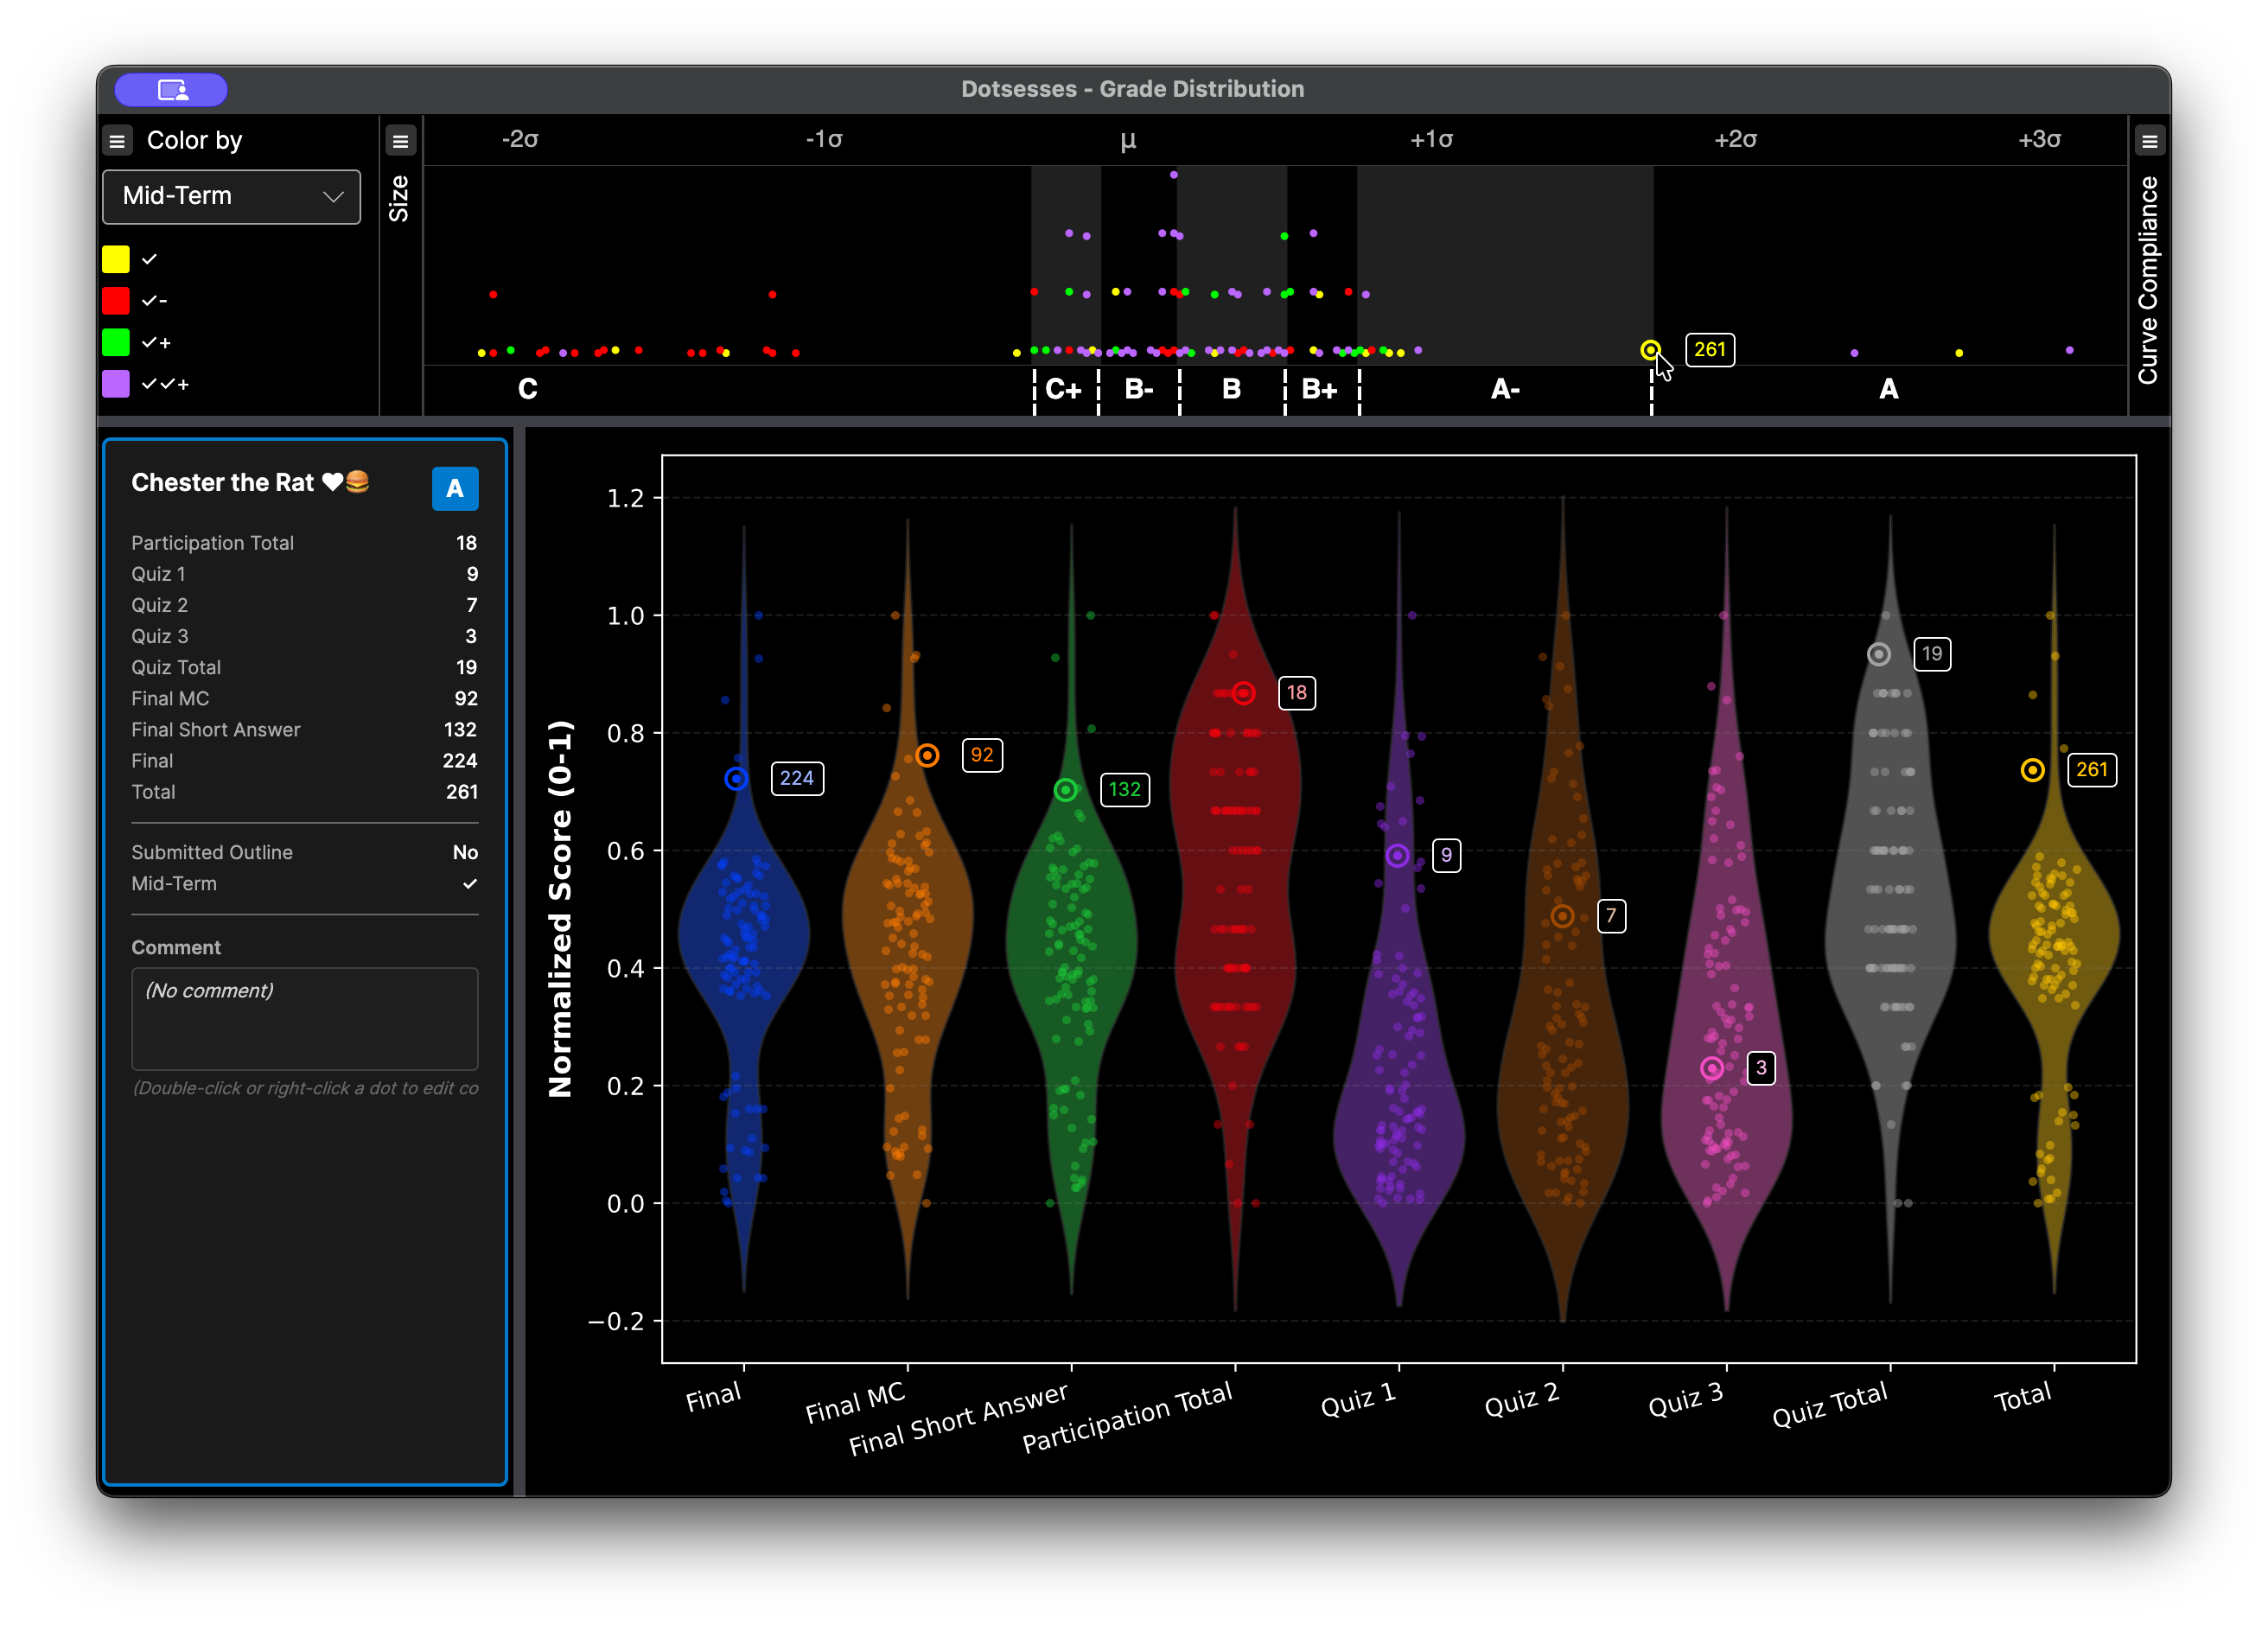 Dotsesses - Grade Distribution
Color by
Mid-Term
✓
✓-
✓+
✓✓+
Size
-2σ -1σ μ +1σ +2σ +3σ
261
C C+ B- B B+ A- A
Curve Compliance
Chester the Rat 🤍🍔 A
Participation Total 18
Quiz 1 9
Quiz 2 7
Quiz 3 3
Quiz Total 19
Final MC 92
Final Short Answer 132
Final 224
Total 261
Submitted Outline No
Mid-Term ✓
Comment
(No comment)
(Double-click or right-click a dot to edit co
Normalized Score (0-1)
1.2
1.0
0.8
0.6
0.4
0.2
0.0
−0.2
224
92
132
18
9
7
3
19
261
Final
Final MC
Final Short Answer
Participation Total
Quiz 1
Quiz 2
Quiz 3
Quiz Total
Total